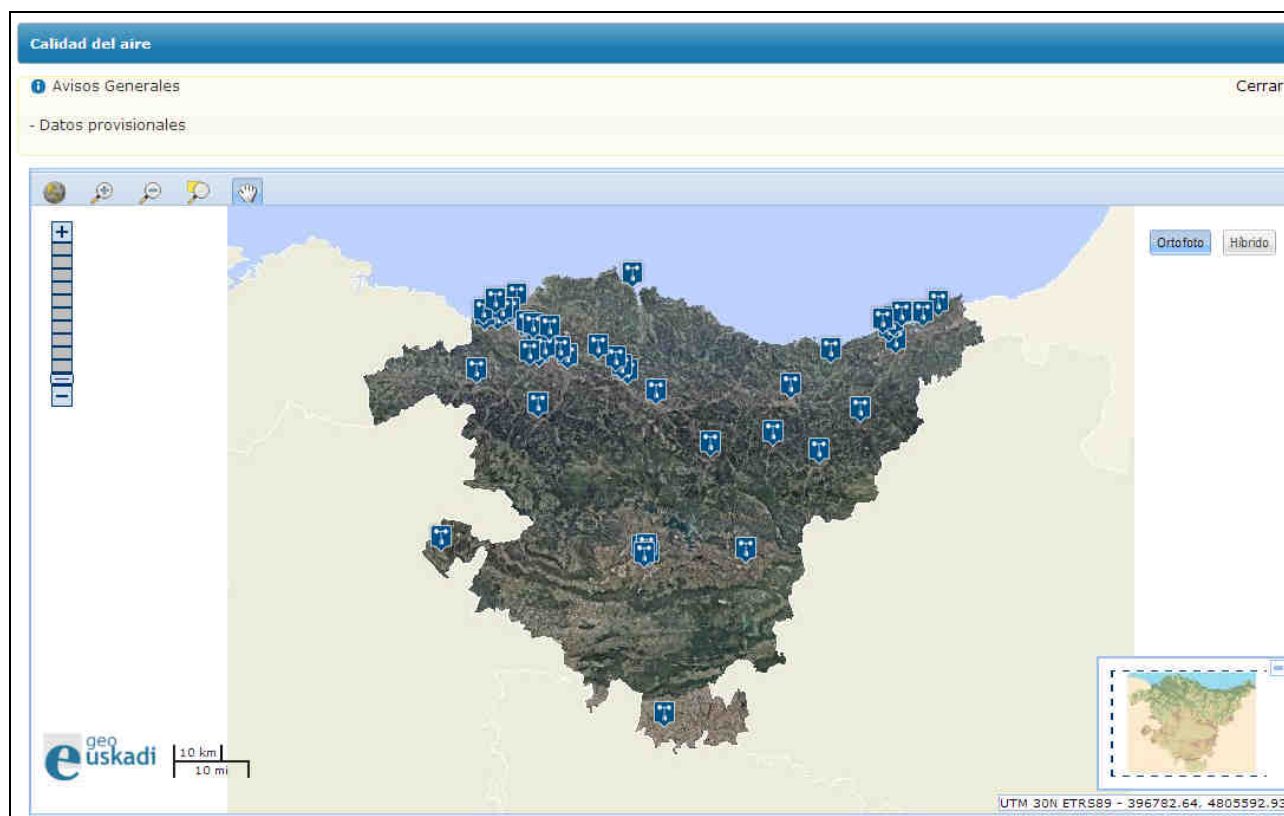 Calidad del aire
Avisos Generales
Cerrar
- Datos provisionales
Ortofoto
Híbrido
geo
euskadi
10 km
10 mi
UTM 30N ETRS89 - 396782.64, 4805592.93